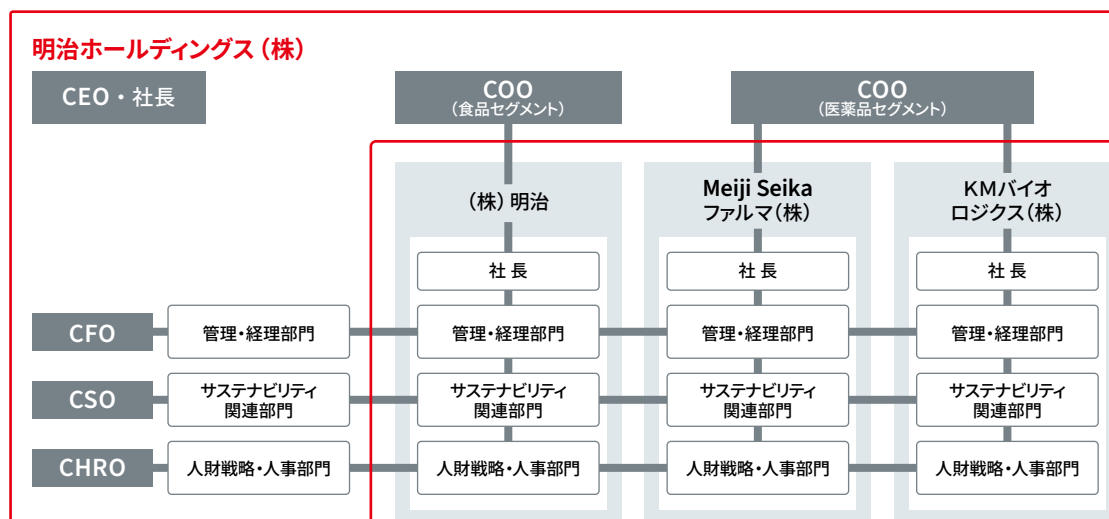 明治ホールディングス（株）
CEO・社長
COO
（食品セグメント）
COO
（医薬品セグメント）
（株）明治
Meiji Seika
ファルマ（株）
KMバイオ
ロジクス（株）
社 長
社 長
社 長
CFO
管理・経理部門
管理・経理部門
管理・経理部門
管理・経理部門
CSO
サステナビリティ
関連部門
サステナビリティ
関連部門
サステナビリティ
関連部門
サステナビリティ
関連部門
CHRO
人財戦略・人事部門
人財戦略・人事部門
人財戦略・人事部門
人財戦略・人事部門